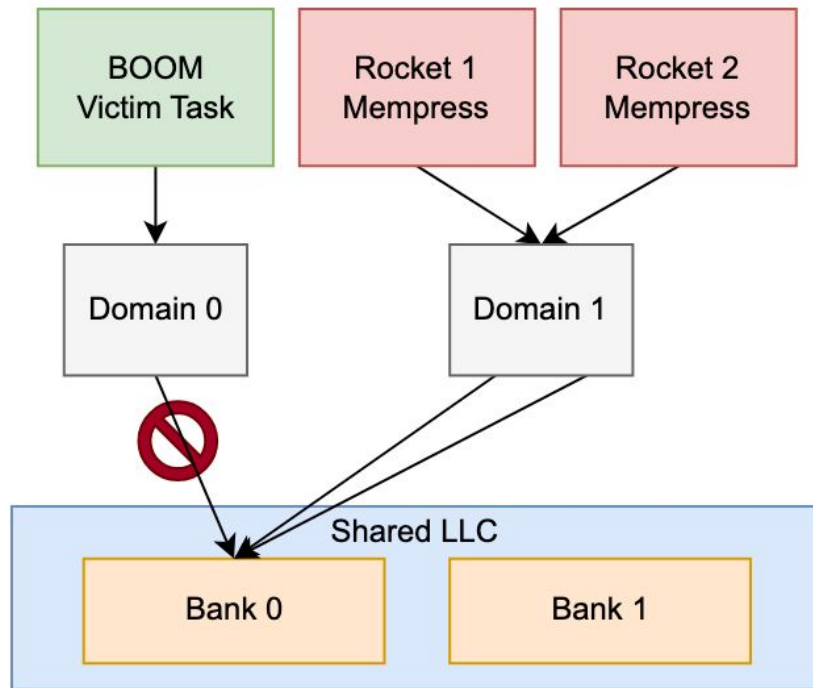 BOOM
Victim Task
Rocket 1
Mempress
Rocket 2
Mempress
Domain 0
Domain 1
Shared LLC
Bank 0
Bank 1